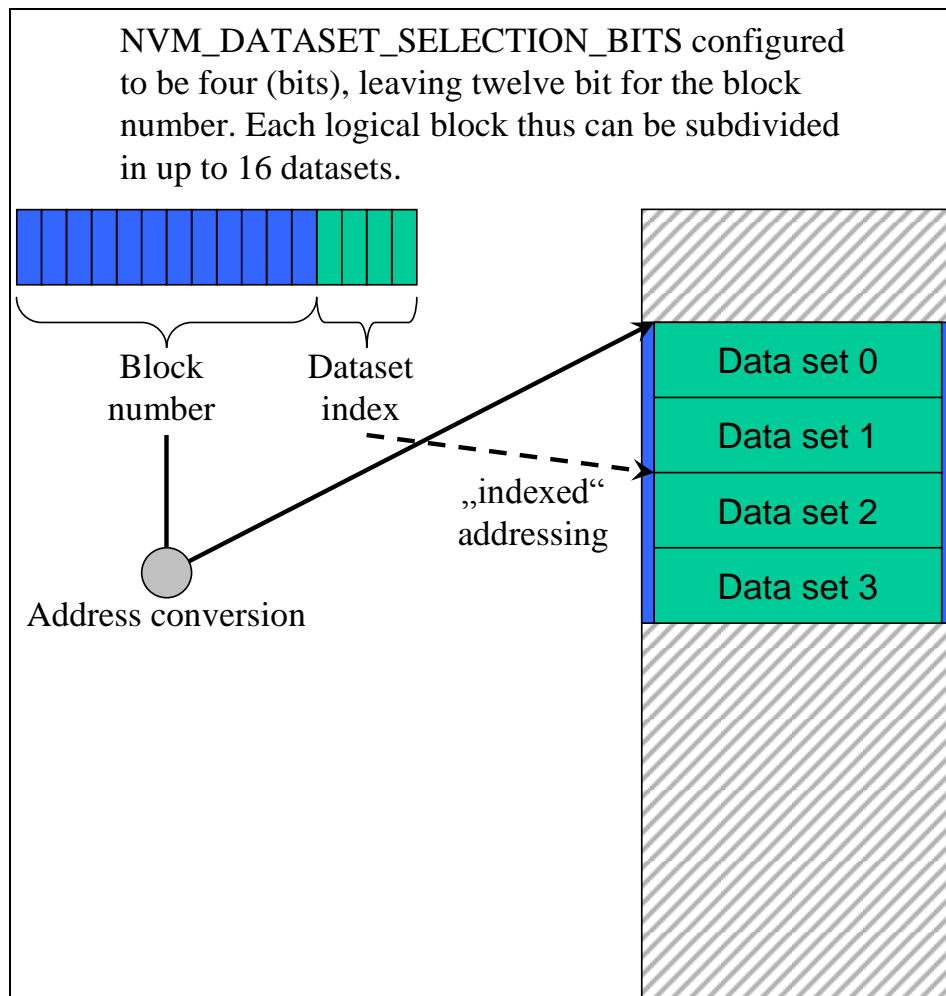 NVM_DATASET_SELECTION_BITS configured
to be four (bits), leaving twelve bit for the block
number. Each logical block thus can be subdivided
in up to 16 datasets.
Block
number
Dataset
index
Data set 0
Data set 1
Data set 2
Data set 3
„indexed“
addressing
Address conversion